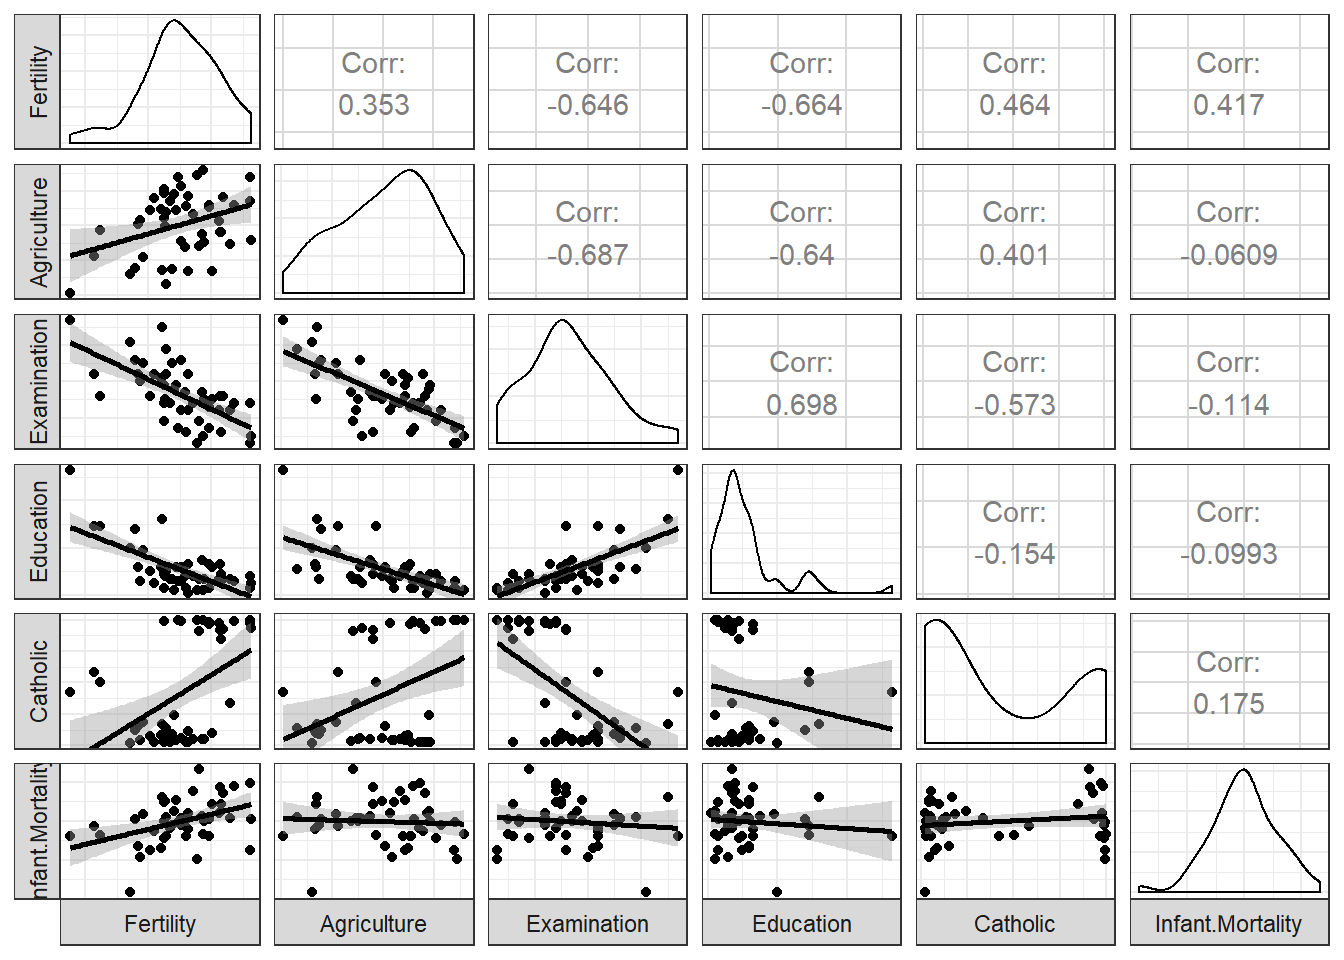 Fertility
Corr:
0.353
Corr:
-0.646
Corr:
-0.664
Corr:
0.464
Corr:
0.417
Agriculture
Corr:
-0.687
Corr:
-0.64
Corr:
0.401
Corr:
-0.0609
Examination
Corr:
0.698
Corr:
-0.573
Corr:
-0.114
Education
Corr:
-0.154
Corr:
-0.0993
Catholic
Corr:
0.175
nfant.Mortality
Fertility
Agriculture
Examination
Education
Catholic
Infant.Mortality